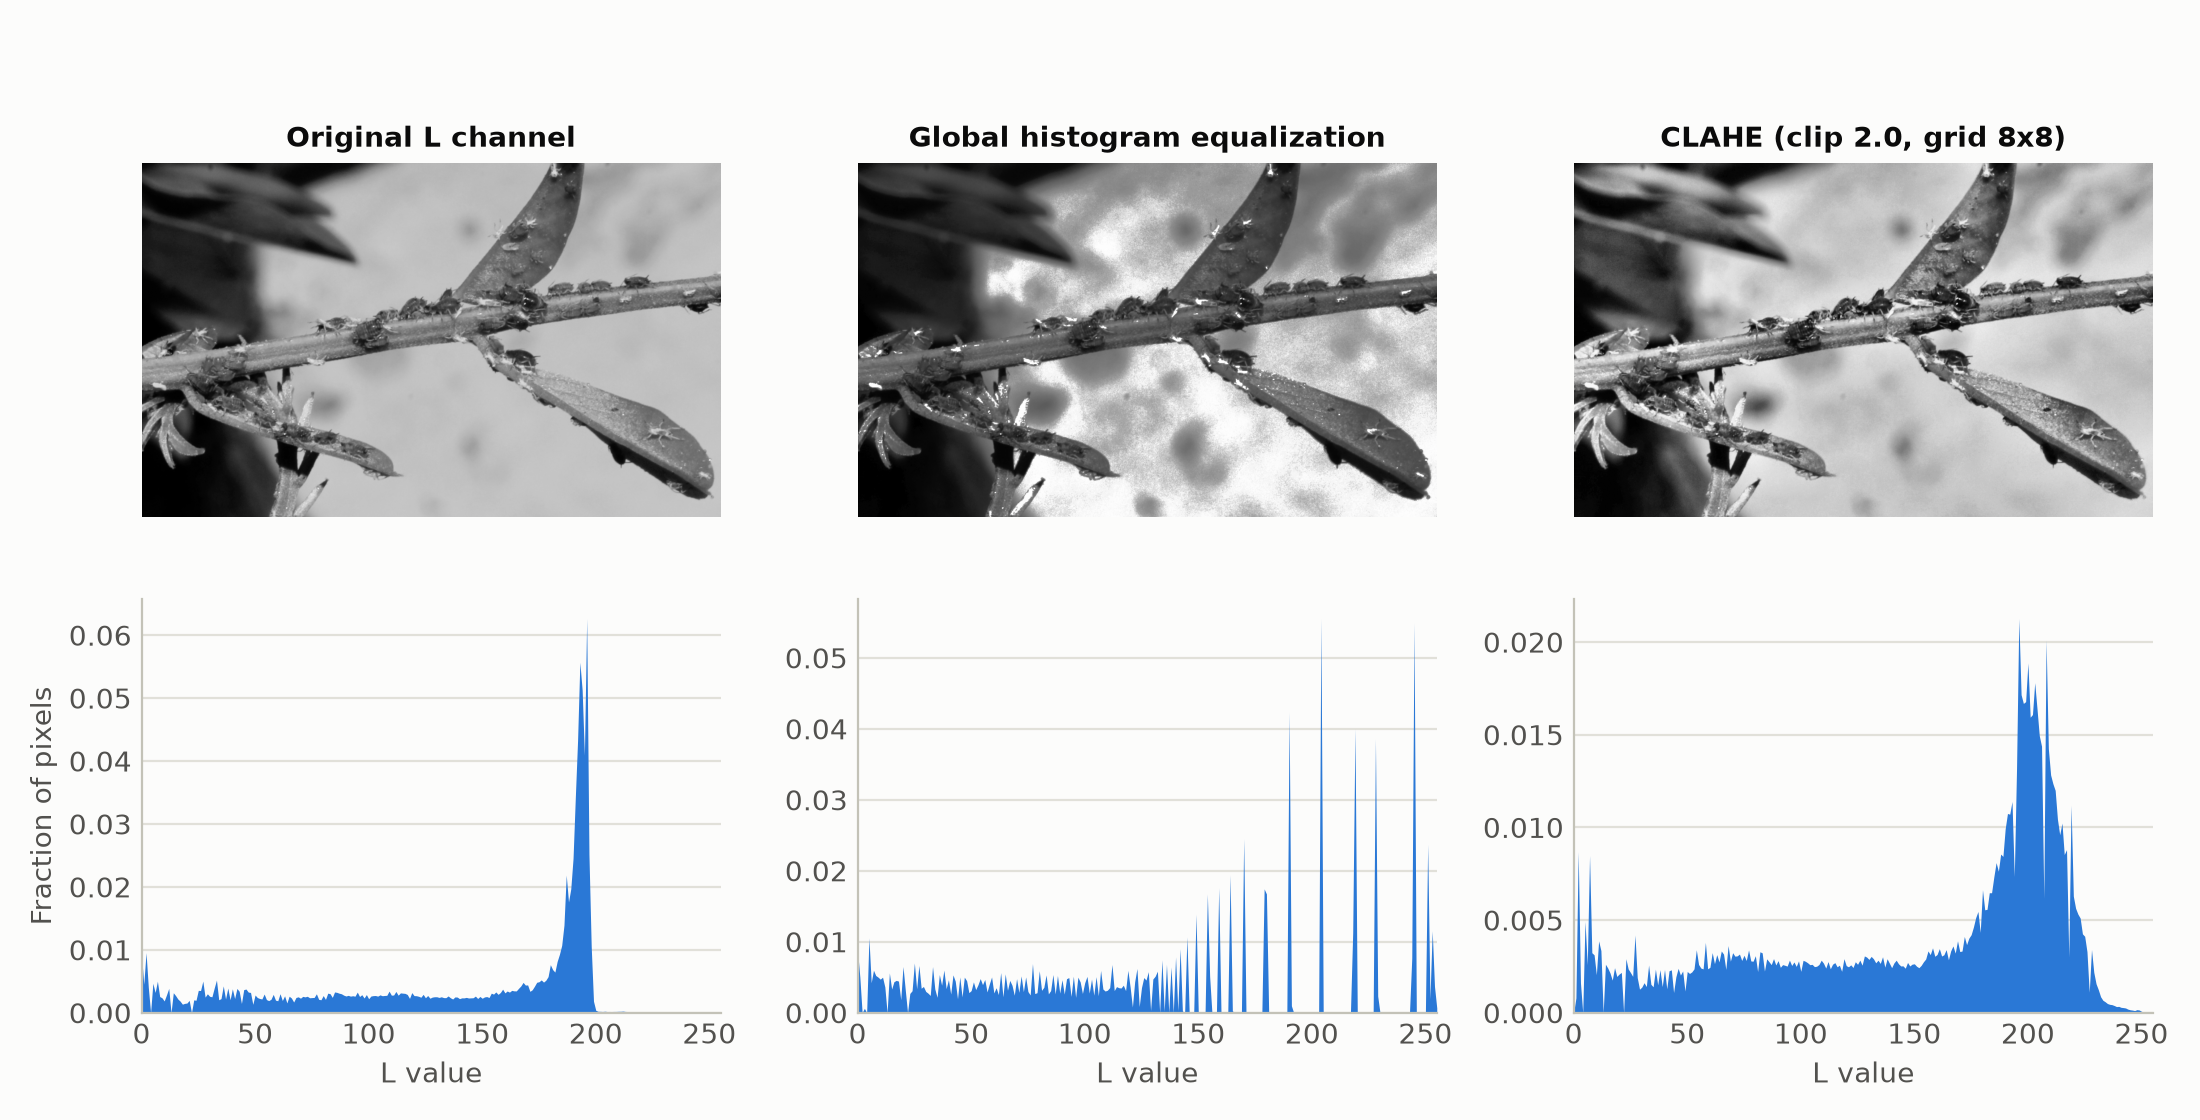 Original L channel
Global histogram equalization
CLAHE (clip 2.0, grid 8x8)
Fraction of pixels
0.06
0.05
0.04
0.03
0.02
0.01
0.00
0 50 100 150 200 250
L value
0.05
0.04
0.03
0.02
0.01
0.00
0 50 100 150 200 250
L value
0.020
0.015
0.010
0.005
0.000
0 50 100 150 200 250
L value